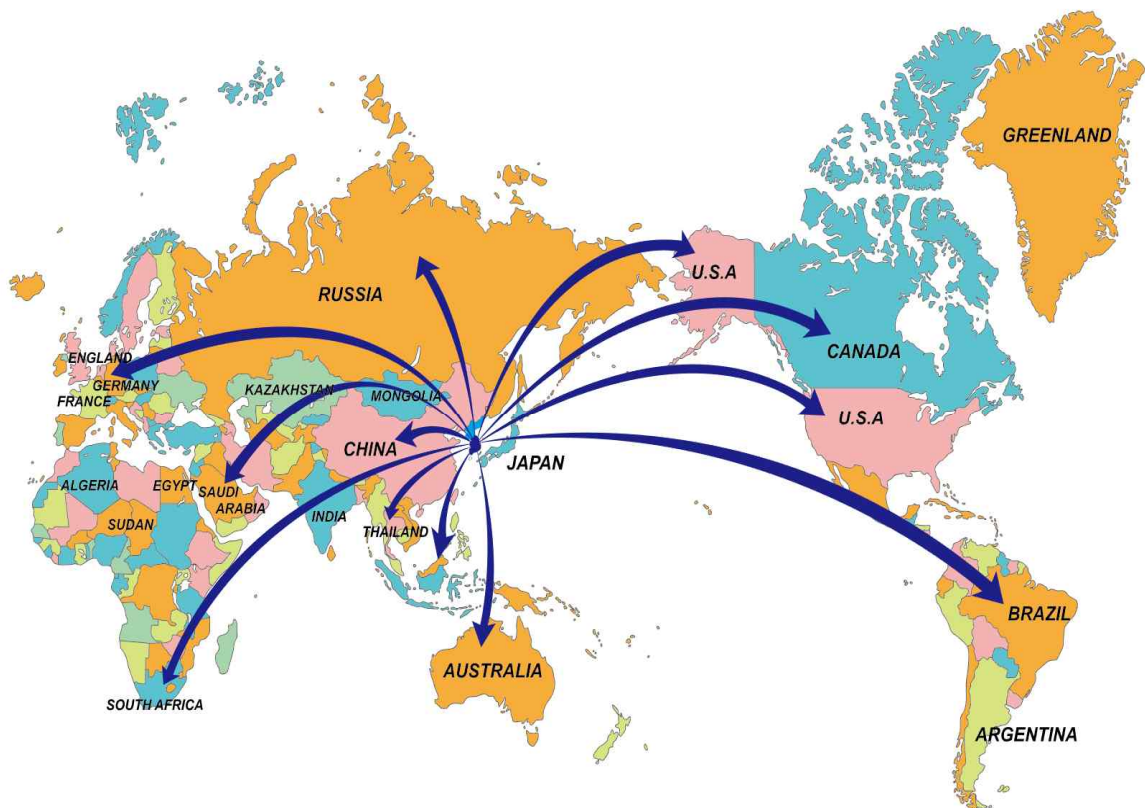 GREENLAND
U.S.A
RUSSIA
CANADA
ENGLAND
GERMANY
FRANCE
KAZAKHSTAN
MONGOLIA
U.S.A
CHINA
JAPAN
ALGERIA
EGYPT
SAUDI
ARABIA
INDIA
SUDAN
THAILAND
BRAZIL
AUSTRALIA
SOUTH AFRICA
ARGENTINA